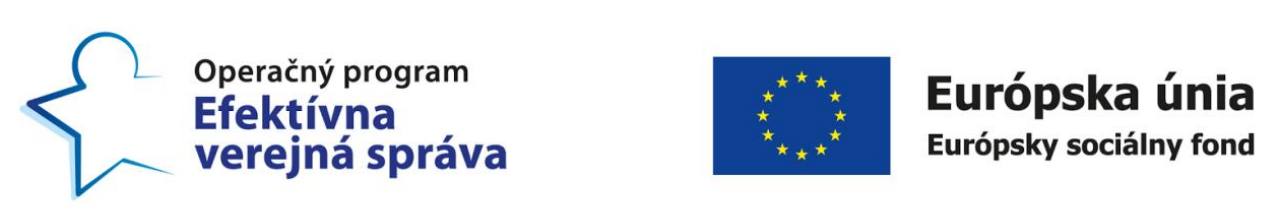 Operačný program
Efektívna
verejná správa
Európska únia
Európsky sociálny fond